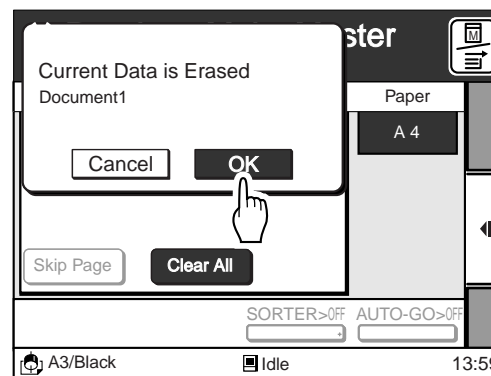 ster
Current Data is Erased
Document1
Paper
A 4
Cancel
OK
M
Skip Page
Clear All
SORTER>OFF
AUTO-GO>OFF
A3/Black
Idle
13:59